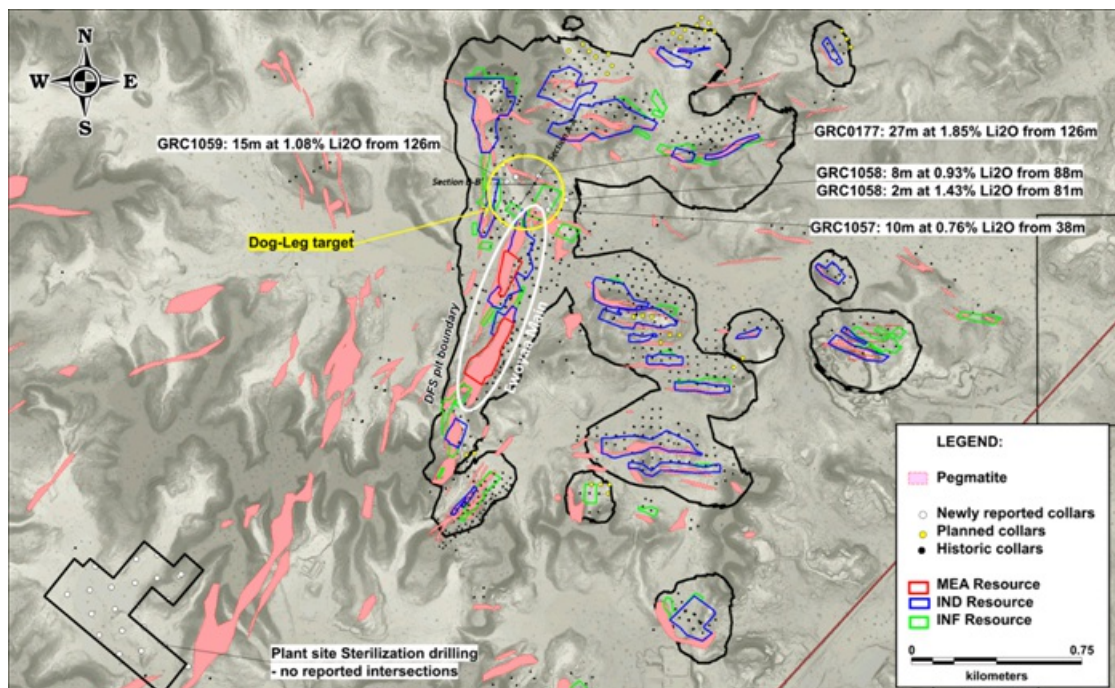 N
W E
S
GRC1059: 15m at 1.08% Li2O from 126m
GRC0177: 27m at 1.85% Li2O from 126m
GRC1058: 8m at 0.93% Li2O from 88m
GRC1058: 2m at 1.43% Li2O from 81m
GRC1057: 10m at 0.76% Li2O from 38m
Dog-Leg target
DFS pit boundary
Main
LEGEND:
Pegmatite
Newly reported collars
Planned collars
Historic collars
MEA Resource
IND Resource
INF Resource
0 0.75
kilometers
Plant site Sterilization drilling
- no reported intersections